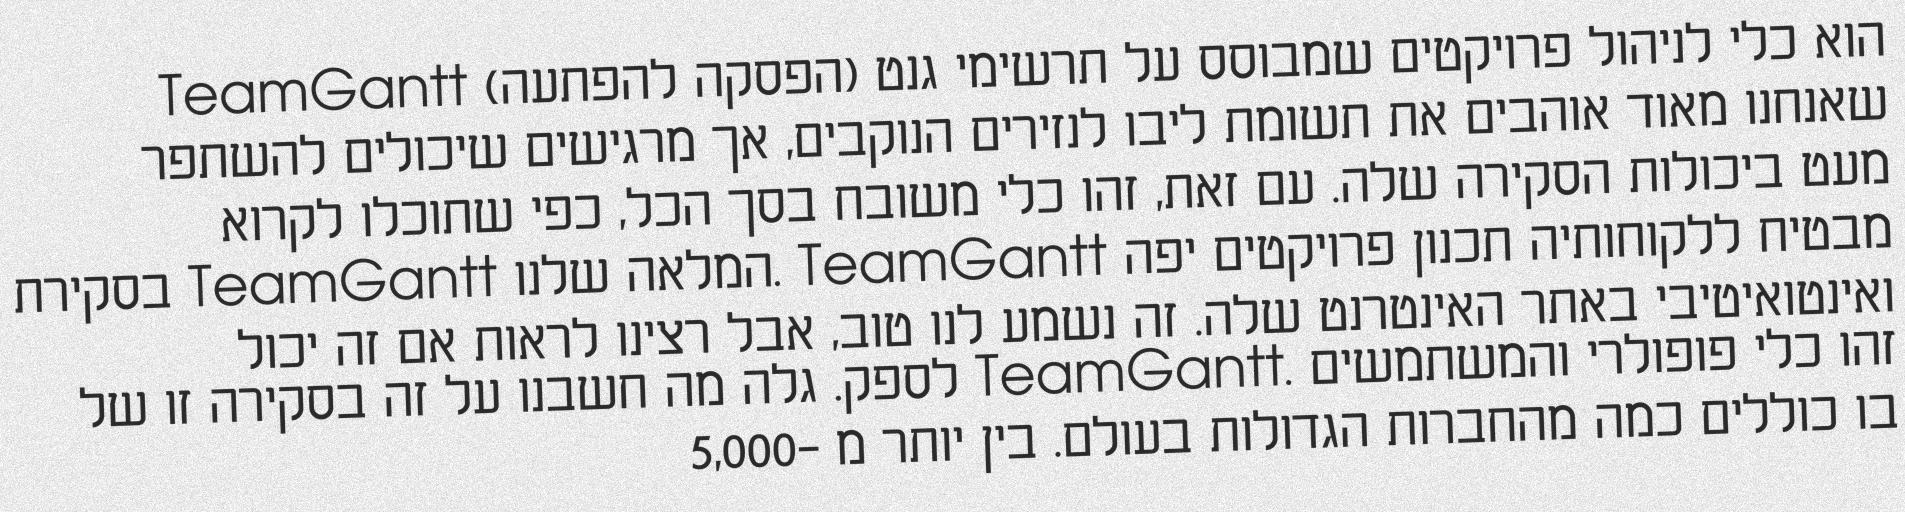 הוא כלי לניהול פרויקטים שמבוסס על תרשימי גנט (הפסקה להפתעה) TeamGantt
שאנחנו מאוד אוהבים את תשומת ליבו לנזירים הנוקבים, אך מרגישים שיכולים להשתפר
מעט ביכולות הסקירה שלה. עם זאת, זהו כלי משובח בסך הכל, כפי שתוכלו לקרוא
מבטיח ללקוחותיה תכנון פרויקטים יפה TeamGantt .המלאה שלנו TeamGantt בסקירת
ואינטואיטיבי באתר האינטרנט שלה. זה נשמע לנו טוב, אבל רצינו לראות אם זה יכול
זהו כלי פופולרי והמשתמשים .TeamGantt לספק. גלה מה חשבנו על זה בסקירה זו של
בו כוללים כמה מהחברות הגדולות בעולם. בין יותר מ –5,000